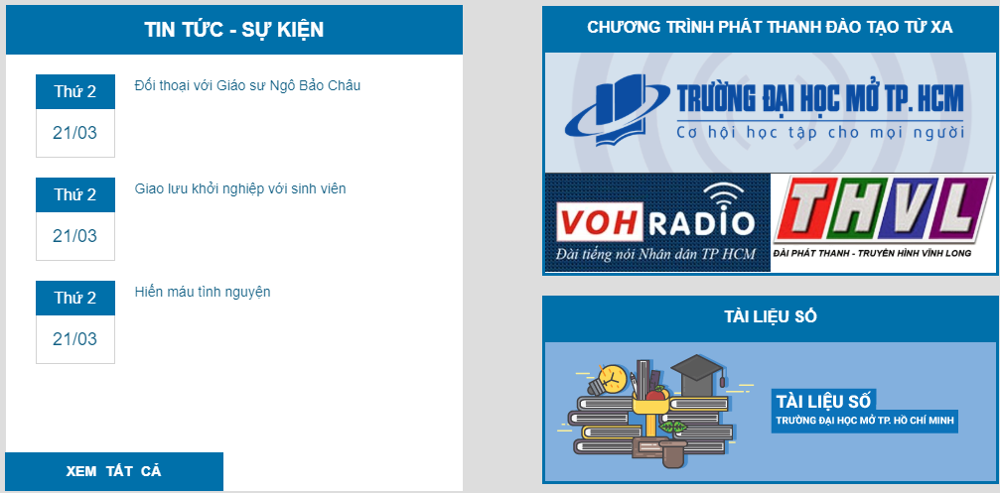 TIN TỨC - SỰ KIỆN
Thứ 2
21/03
Đối thoại với Giáo sư Ngô Bảo Châu
Thứ 2
21/03
Giao lưu khởi nghiệp với sinh viên
Thứ 2
21/03
Hiến máu tình nguyện
XEM TẤT CẢ
CHƯƠNG TRÌNH PHÁT THANH ĐÀO TẠO TỪ XA
TRƯỜNG ĐẠI HỌC MỞ TP. HCM
Cơ hội học tập cho mọi người
VOH RADIO
Đài tiếng nói Nhân dân TP HCM
THVL
ĐÀI PHÁT THANH - TRUYỀN HÌNH VĨNH LONG
TÀI LIỆU SỐ
TÀI LIỆU SỐ
TRƯỜNG ĐẠI HỌC MỞ TP. HỒ CHÍ MINH